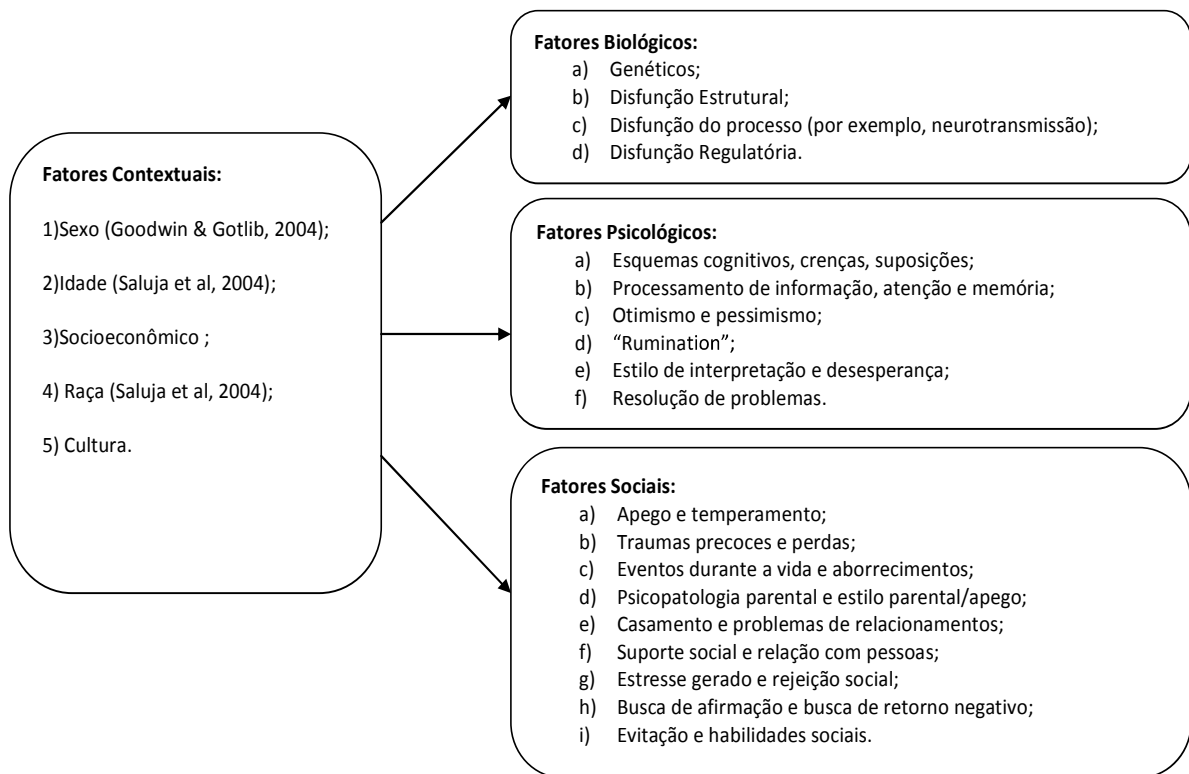 Fatores Contextuais:
1)Sexo (Goodwin & Gotlib, 2004);
2)Idade (Saluja et al, 2004);
3)Socioeconômico ;
4) Raça (Saluja et al, 2004);
5) Cultura.
Fatores Biológicos:
a) Genéticos;
b) Disfunção Estrutural;
c) Disfunção do processo (por exemplo, neurotransmissão);
d) Disfunção Regulatória.
Fatores Psicológicos:
a) Esquemas cognitivos, crenças, suposições;
b) Processamento de informação, atenção e memória;
c) Otimismo e pessimismo;
d) “Rumination”;
e) Estilo de interpretação e desesperança;
f) Resolução de problemas.
Fatores Sociais:
a) Apego e temperamento;
b) Traumas precoces e perdas;
c) Eventos durante a vida e aborrecimentos;
d) Psicopatologia parental e estilo parental/apego;
e) Casamento e problemas de relacionamentos;
f) Suporte social e relação com pessoas;
g) Estresse gerado e rejeição social;
h) Busca de afirmação e busca de retorno negativo;
i) Evitação e habilidades sociais.